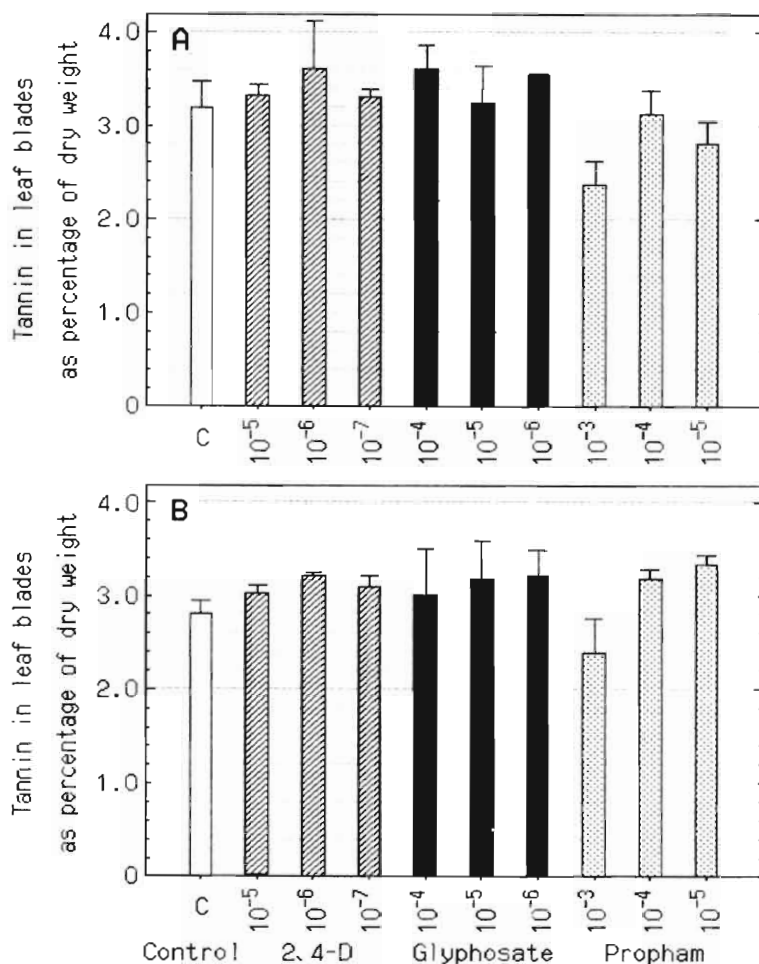 A
Tannin in leaf blades
as percentage of dry weight
4.0
3.0
2.0
1.0
0
C 10⁻⁵ 10⁻⁶ 10⁻⁷ 10⁻⁴ 10⁻⁵ 10⁻⁶ 10⁻³ 10⁻⁴ 10⁻⁵
B
Tannin in leaf blades
as percentage of dry weight
4.0
3.0
2.0
1.0
0
C 10⁻⁵ 10⁻⁶ 10⁻⁷ 10⁻⁴ 10⁻⁵ 10⁻⁶ 10⁻³ 10⁻⁴ 10⁻⁵
Control 2,4-D Glyphosate Propham